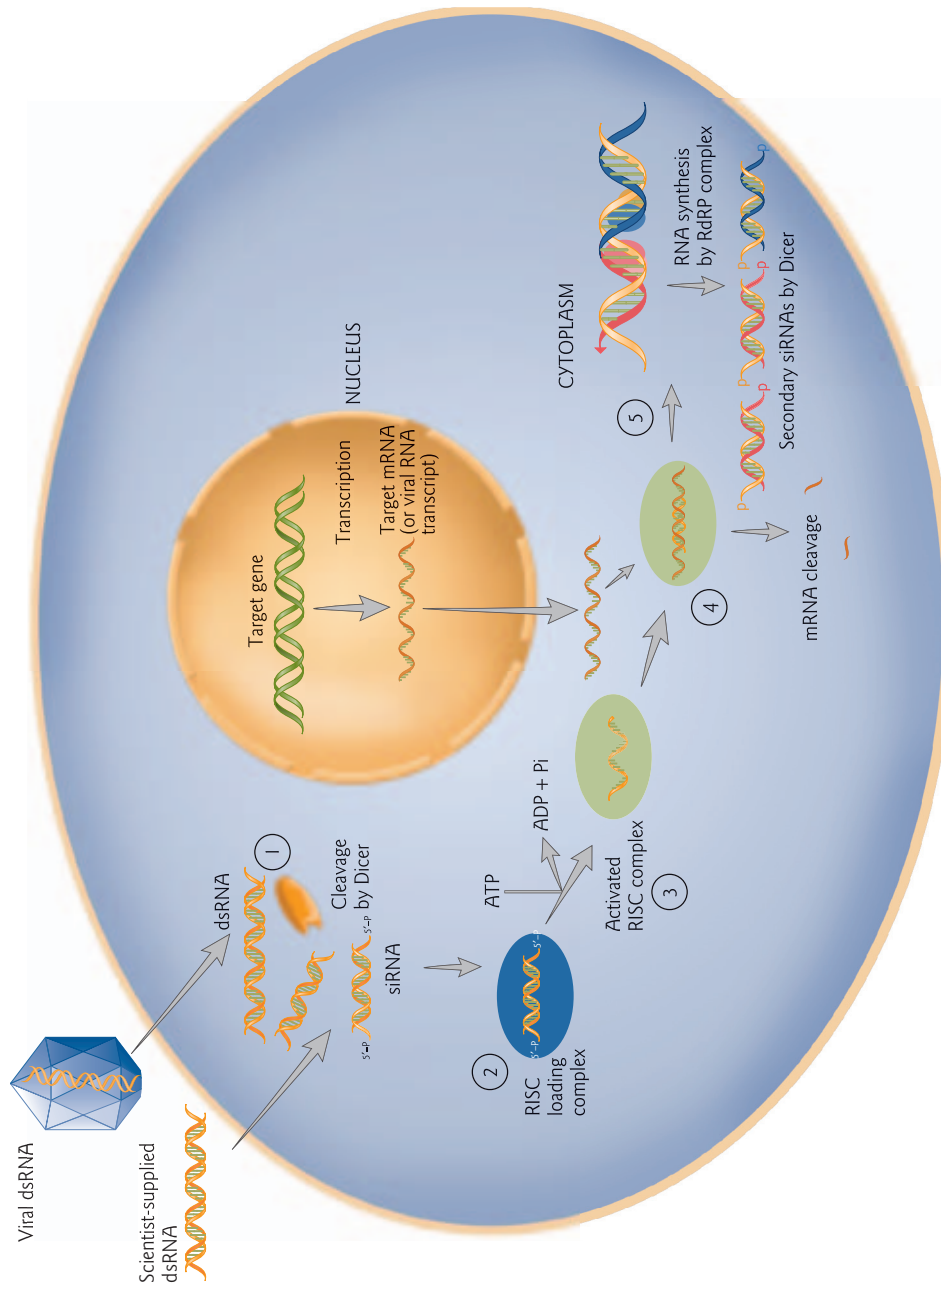 Viral dsRNA
Scientist-supplied
dsRNA
dsRNA
1
Cleavage
by Dicer
5′–P
5′–P
siRNA
2
5′–P
5′–P
RISC
loading
complex
ATP
ADP + Pi
Activated
RISC complex
3
Target gene
Transcription
NUCLEUS
Target mRNA
(or viral RNA
transcript)
4
mRNA cleavage
5
CYTOPLASM
RNA synthesis
by RdRP complex
p
p
p
p
p
p
Secondary siRNAs by Dicer